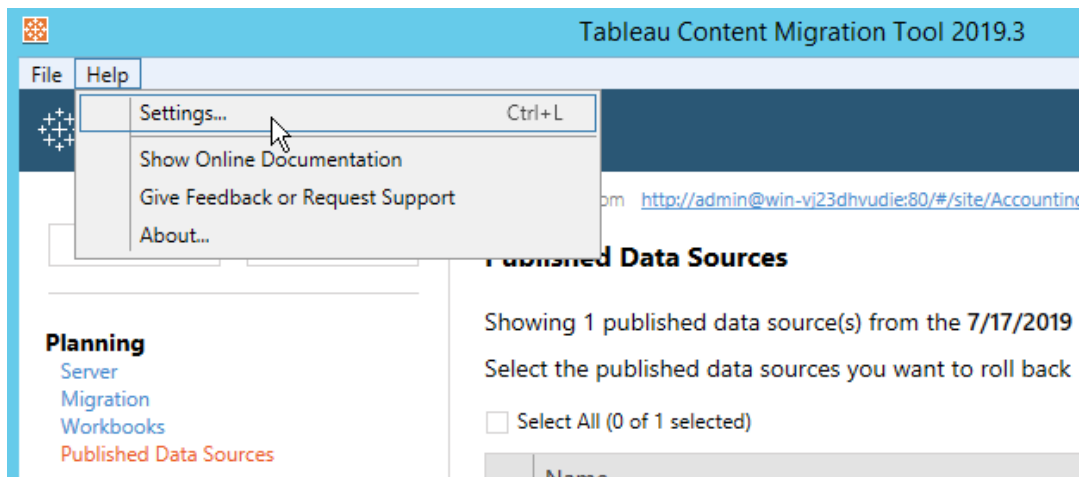 Tableau Content Migration Tool 2019.3
File Help
Settings... Ctrl+L
Show Online Documentation
Give Feedback or Request Support
About...
http://admin@win-vj23dhvudie:80/#/site/Accounting
Published Data Sources
Showing 1 published data source(s) from the 7/17/2019
Select the published data sources you want to roll back
Select All (0 of 1 selected)
Name
Planning
Server
Migration
Workbooks
Published Data Sources